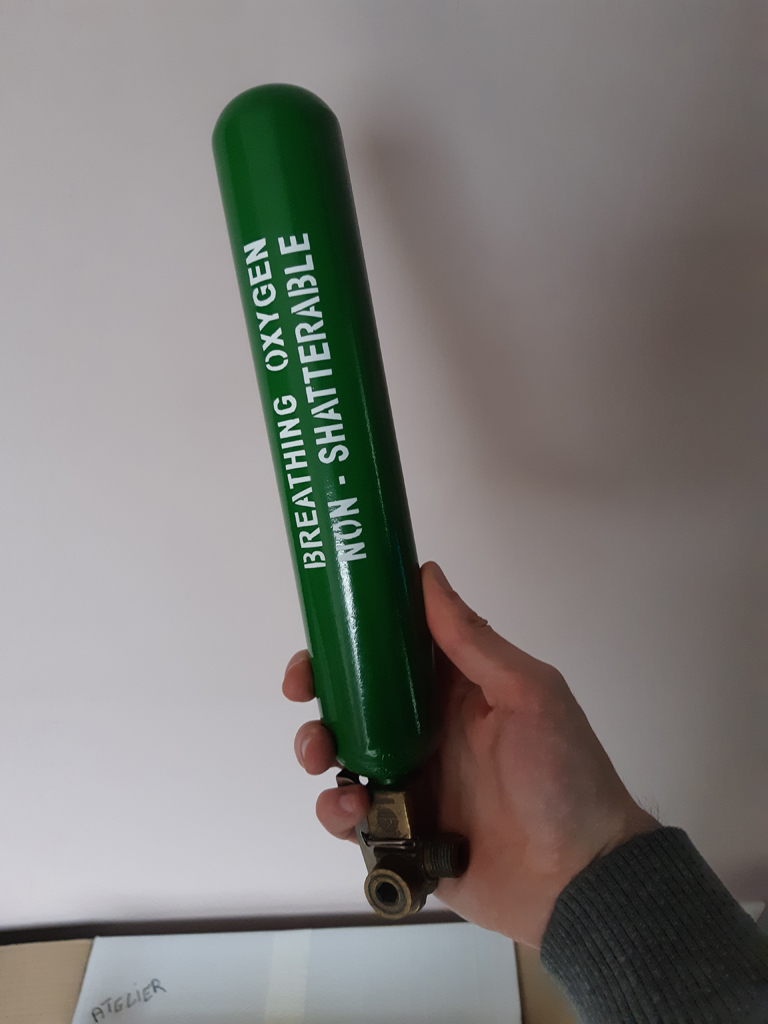 BREATHING OXYGEN
NON - SHATTERABLE
ATELIER